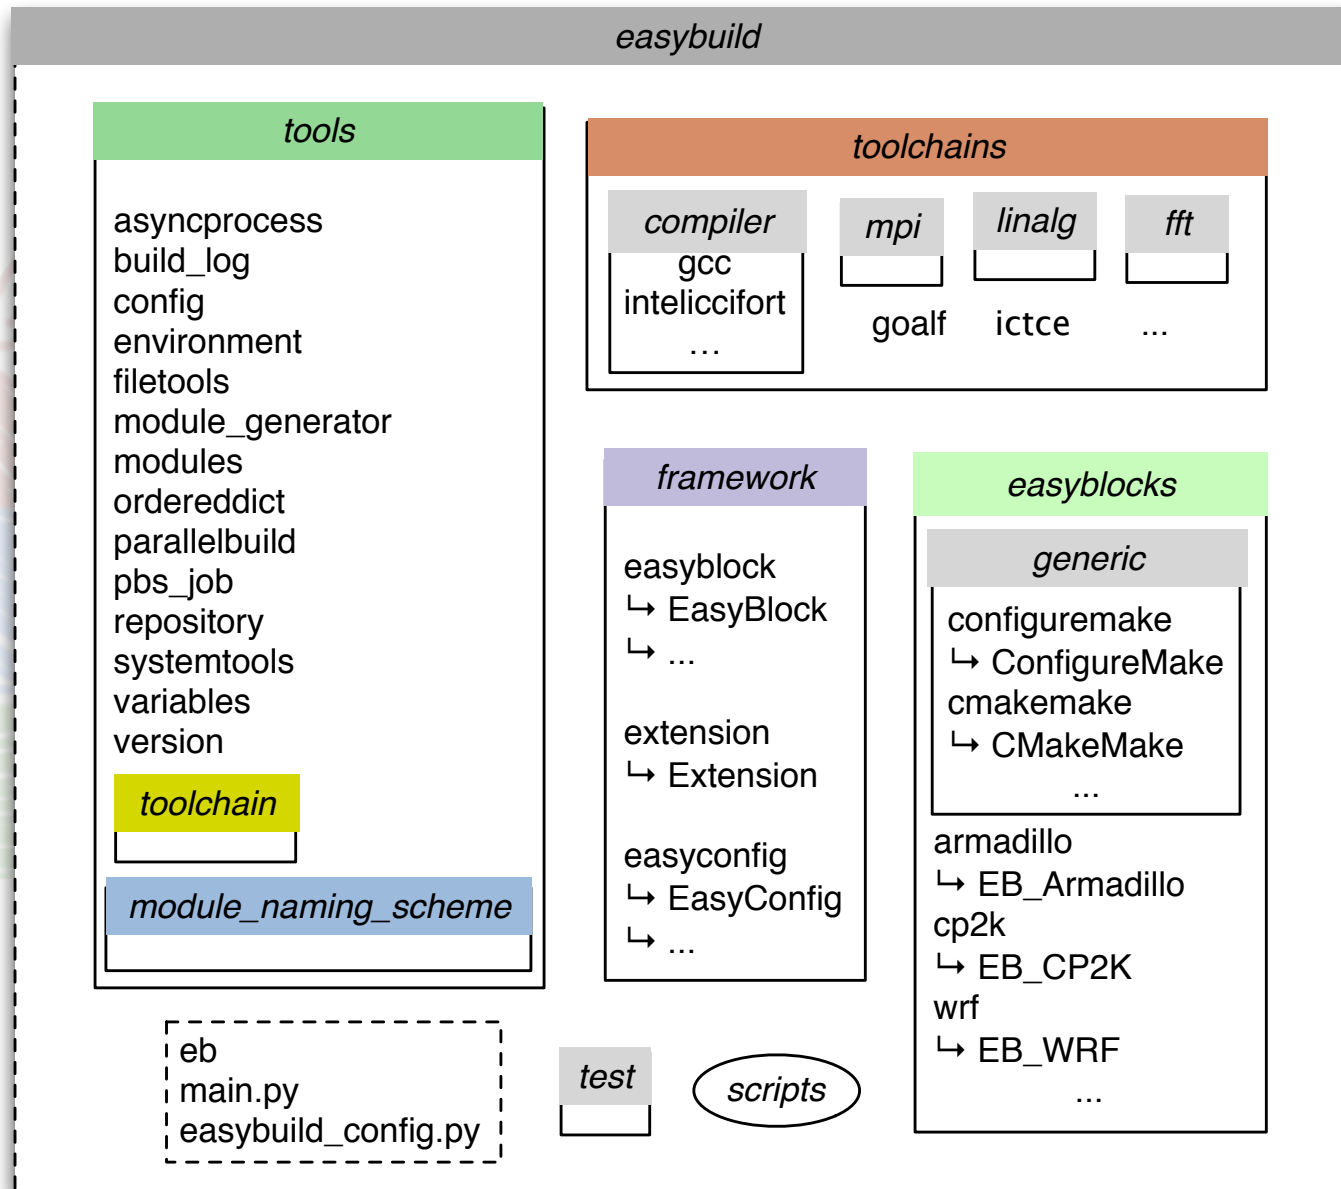 easybuild
tools
asyncprocess
build_log
config
environment
filetools
module_generator
modules
ordereddict
parallelbuild
pbs_job
repository
systemtools
variables
version
toolchain
module_naming_scheme
toolchains
compiler
gcc
inteliccifort
...
mpi
linalg
fft
goalf ictce ...
framework
easyblock
↳ EasyBlock
↳ ...
extension
↳ Extension
easyconfig
↳ EasyConfig
↳ ...
easyblocks
generic
configuremake
↳ ConfigureMake
cmakemake
↳ CMakeMake
...
armadillo
↳ EB_Armadillo
cp2k
↳ EB_CP2K
wrf
↳ EB_WRF
...
eb
main.py
easybuild_config.py
test
scripts